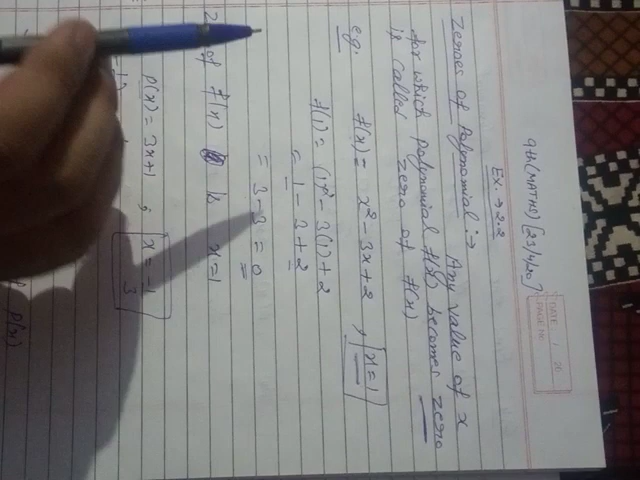 9th (MATHS) [23/4/20]
DATE / 20
PAGE NO.
Ex. → 2.2
Zeroes of Polynomial :→ Any value of x
for which polynomial f(x) becomes zero
is called zero of f(x)
e.g. f(x) = x² - 3x + 2 , x = 1
f(1) = (1)² - 3(1) + 2
= 1 - 3 + 2
= 3 - 3 = 0
of f(x) is x = 1
p(x) = 3x + 1 , x = -1/3
p(x)